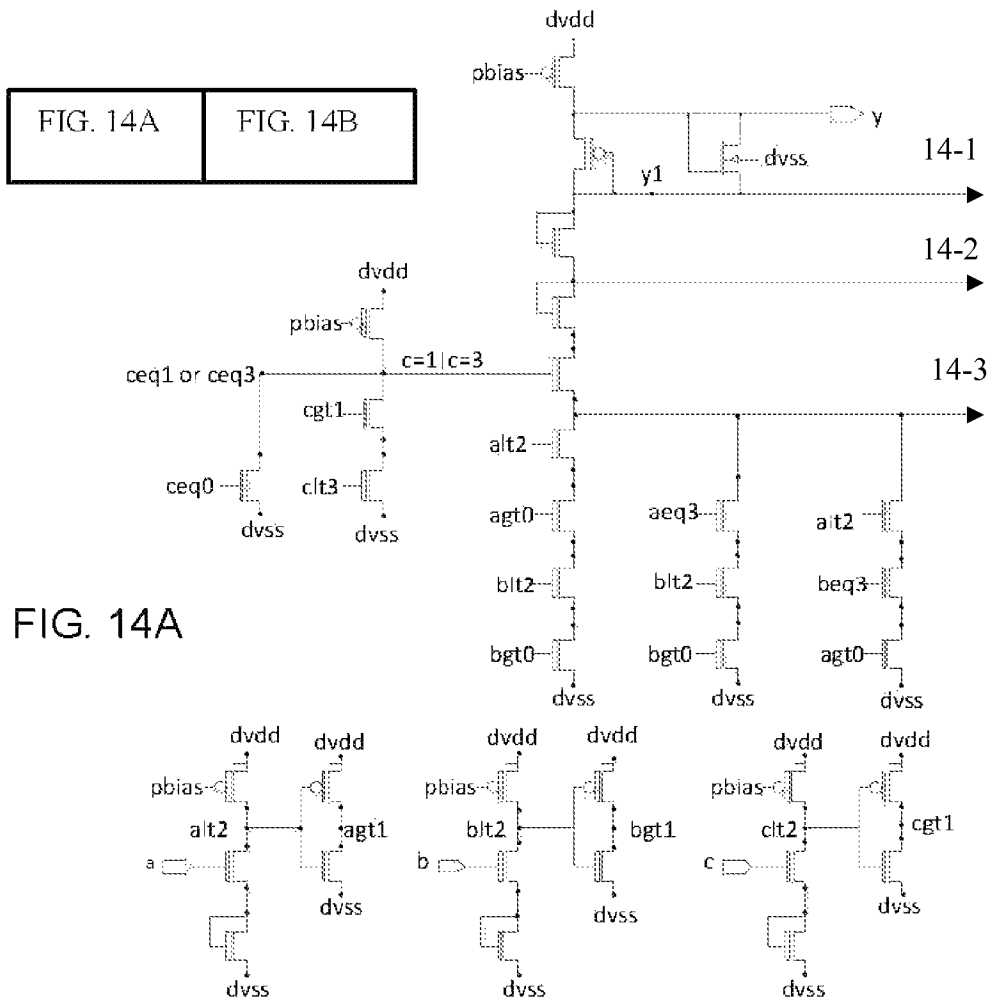 dvdd
pbias
FIG. 14A FIG. 14B
y
dvss
14-1
y1
14-2
dvdd
pbias
c=1|c=3
ceq1 or ceq3
14-3
cgt1
alt2
ceq0
clt3
agt0
aeq3
alt2
dvss
dvss
blt2
blt2
beq3
FIG. 14A
bgt0
bgt0
agt0
dvss
dvss
dvss
dvdd
dvdd
dvdd
dvdd
dvdd
dvdd
pbias
pbias
pbias
alt2
agt1
blt2
bgt1
clt2
cgt1
a
b
c
dvss
dvss
dvss
dvss
dvss
dvss